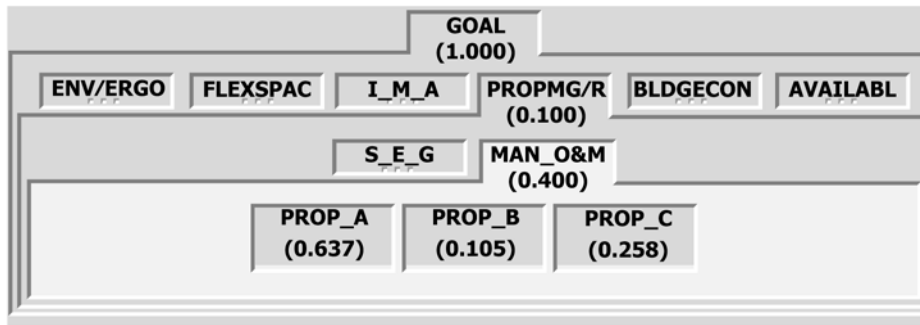 GOAL
(1.000)
ENV/ERGO FLEXSPAC I_M_A PROPMG/R BLDGECON AVAILABL
(0.100)
S_E_G MAN_O&M
(0.400)
PROP_A PROP_B PROP_C
(0.637) (0.105) (0.258)